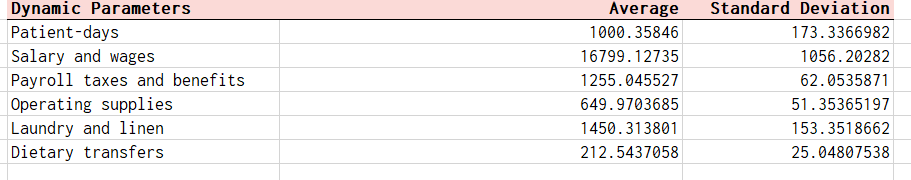 Dynamic Parameters Average Standard Deviation
Patient-days 1000.35846 173.3366982
Salary and wages 16799.12735 1056.20282
Payroll taxes and benefits 1255.045527 62.0535871
Operating supplies 649.9703685 51.35365197
Laundry and linen 1450.313801 153.3518662
Dietary transfers 212.5437058 25.04807538